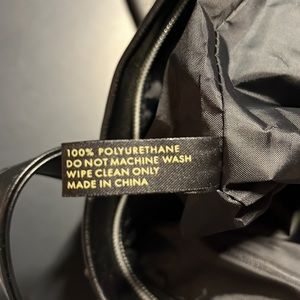 100% POLYURETHANE
DO NOT MACHINE WASH
WIPE CLEAN ONLY
MADE IN CHINA